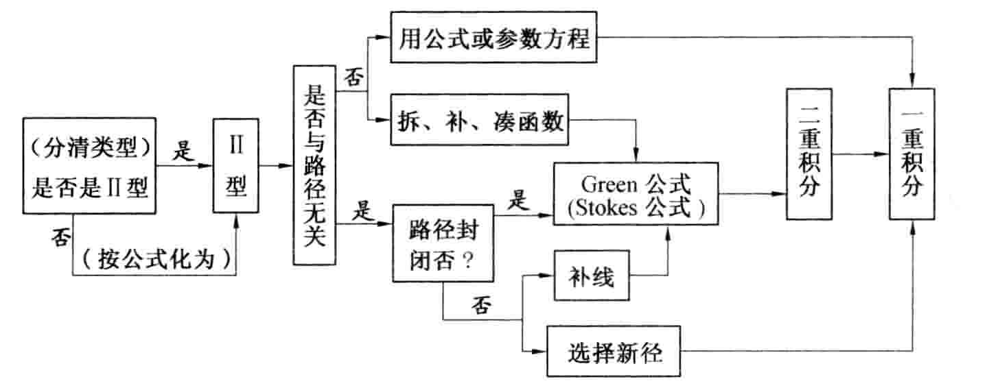 （分清类型）
是否是Ⅱ型
是
否
（按公式化为）
Ⅱ
型
是否与路径无关
否
用公式或参数方程
拆、补、凑函数
是
路径封
闭否？
是
Green 公式
(Stokes 公式)
否
补线
选择新径
二重积分
一重积分